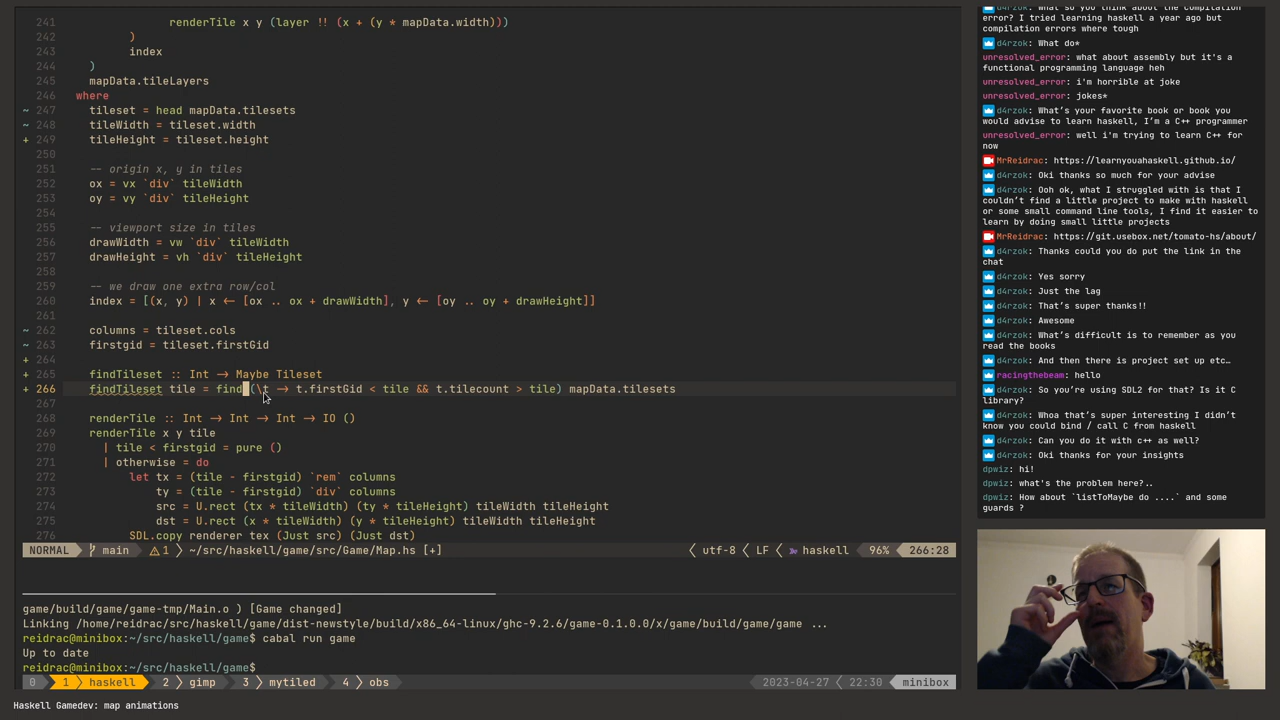 241 renderTile x y (layer !! (x + (y * mapData.width)))
242 )
243 index
244 )
245 mapData.tileLayers
246 where
~ 247 tileset = head mapData.tilesets
~ 248 tileWidth = tileset.width
+ 249 tileHeight = tileset.height
250
251 -- origin x, y in tiles
252 ox = vx `div` tileWidth
253 oy = vy `div` tileHeight
254
255 -- viewport size in tiles
256 drawWidth = vw `div` tileWidth
257 drawHeight = vh `div` tileHeight
258
259 -- we draw one extra row/col
260 index = [(x, y) | x <- [ox .. ox + drawWidth], y <- [oy .. oy + drawHeight]]
261
~ 262 columns = tileset.cols
~ 263 firstgid = tileset.firstGid
+ 264
+ 265 findTileset :: Int -> Maybe Tileset
+ 266 findTileset tile = find (\t -> t.firstGid < tile && t.tilecount > tile) mapData.tilesets
267
268 renderTile :: Int -> Int -> Int -> IO ()
269 renderTile x y tile
270 | tile < firstgid = pure ()
271 | otherwise = do
272 let tx = (tile - firstgid) `rem` columns
273 ty = (tile - firstgid) `div` columns
274 src = U.rect (tx * tileWidth) (ty * tileHeight) tileWidth tileHeight
275 dst = U.rect (x * tileWidth) (y * tileHeight) tileWidth tileHeight
276 SDL.copy renderer tex (Just src) (Just dst)
NORMAL main 1 ~/src/haskell/game/src/Game/Map.hs [+] utf-8 LF haskell 96% 266:28
game/build/game/game-tmp/Main.o ) [Game changed]
Linking /home/reidrac/src/haskell/game/dist-newstyle/build/x86_64-linux/ghc-9.2.6/game-0.1.0.0/x/game/build/game/game ...
reidrac@minibox:~/src/haskell/game$ cabal run game
Up to date
reidrac@minibox:~/src/haskell/game$
0 1 haskell 2 gimp 3 mytiled 4 obs 2023-04-27 22:30 minibox
Haskell Gamedev: map animations
error? I tried learning haskell a year ago but
compilation errors where tough
d4rzok: What do*
unresolved_error: what about assembly but it's a
functional programming language heh
unresolved_error: i'm horrible at joke
unresolved_error: jokes*
d4rzok: What's your favorite book or book you
would advise to learn haskell, I'm a C++ programmer
unresolved_error: well i'm trying to learn C++ for
now
MrReidrac: https://learnyouahaskell.github.io/
d4rzok: Oki thanks so much for your advise
d4rzok: Ooh ok, what I struggled with is that I
couldn't find a little project to make with haskell
or some small command line tools, I find it easier to
learn by doing small little projects
MrReidrac: https://git.usebox.net/tomato-hs/about/
d4rzok: Thanks could you do put the link in the
chat
d4rzok: Yes sorry
d4rzok: Just the lag
d4rzok: That's super thanks!!
d4rzok: Awesome
d4rzok: What's difficult is to remember as you
read the books
d4rzok: And then there is project set up etc…
racingthebeam: hello
d4rzok: So you're using SDL2 for that? Is it C
library?
d4rzok: Whoa that's super interesting I didn't
know you could bind / call C from haskell
d4rzok: Can you do it with c++ as well?
d4rzok: Oki thanks for your insights
dpwiz: hi!
dpwiz: what's the problem here?..
dpwiz: How about `listToMaybe do ....` and some
guards ?